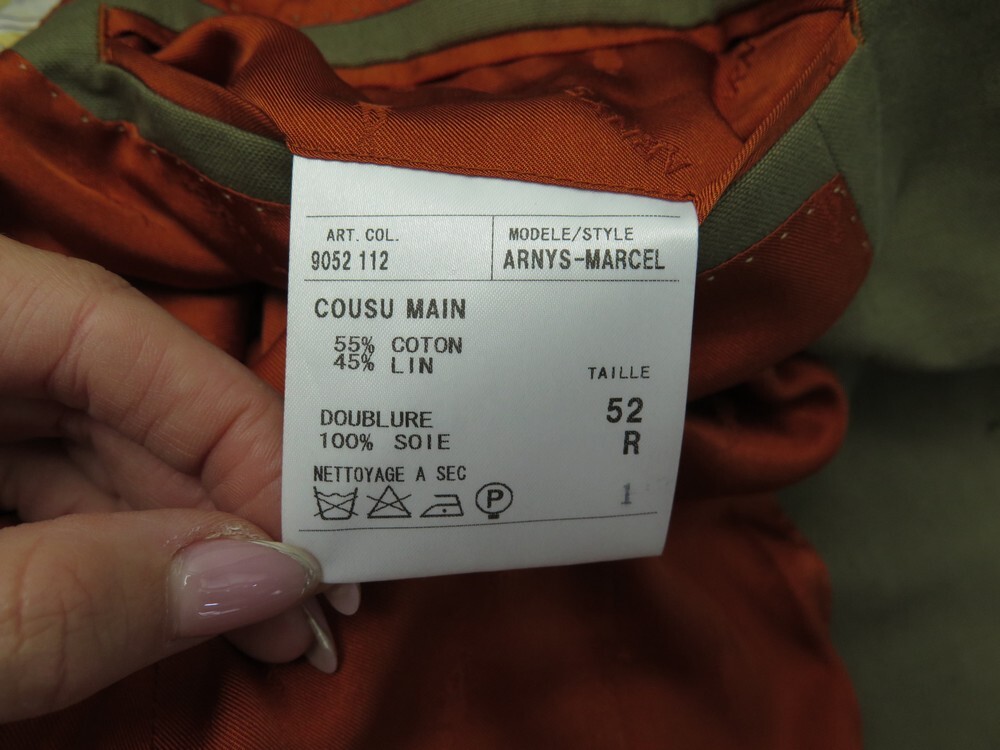 ARNYS
ART. COL.
MODELE/STYLE
9052 112
ARNYS-MARCEL
COUSU MAIN
55% COTON
45% LIN
TAILLE
DOUBLURE
52
100% SOIE
R
NETTOYAGE A SEC
P
1